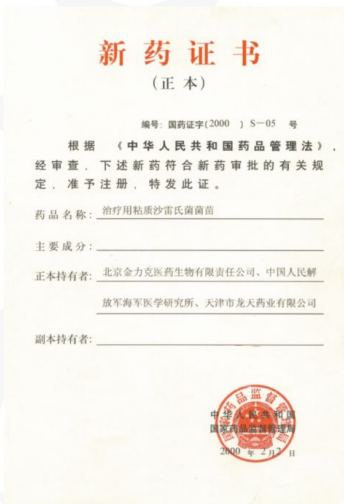 新药证书
(正本)
编号：国药证字(2000 ) S—05 号
根据 《中华人民共和国药品管理法》，
经审查，下述新药符合新药审批的有关规
定，准予注册，特发此证。
药品名称：治疗用粘质沙雷氏菌菌苗
主要成分：
正本持有者：北京金力克医药生物有限责任公司、中国人民解
放军海军医学研究所、天津市龙天药业有限公司
副本持有者：
中华人民共和国
国家药品监督管理局
2000 年 2月2 日